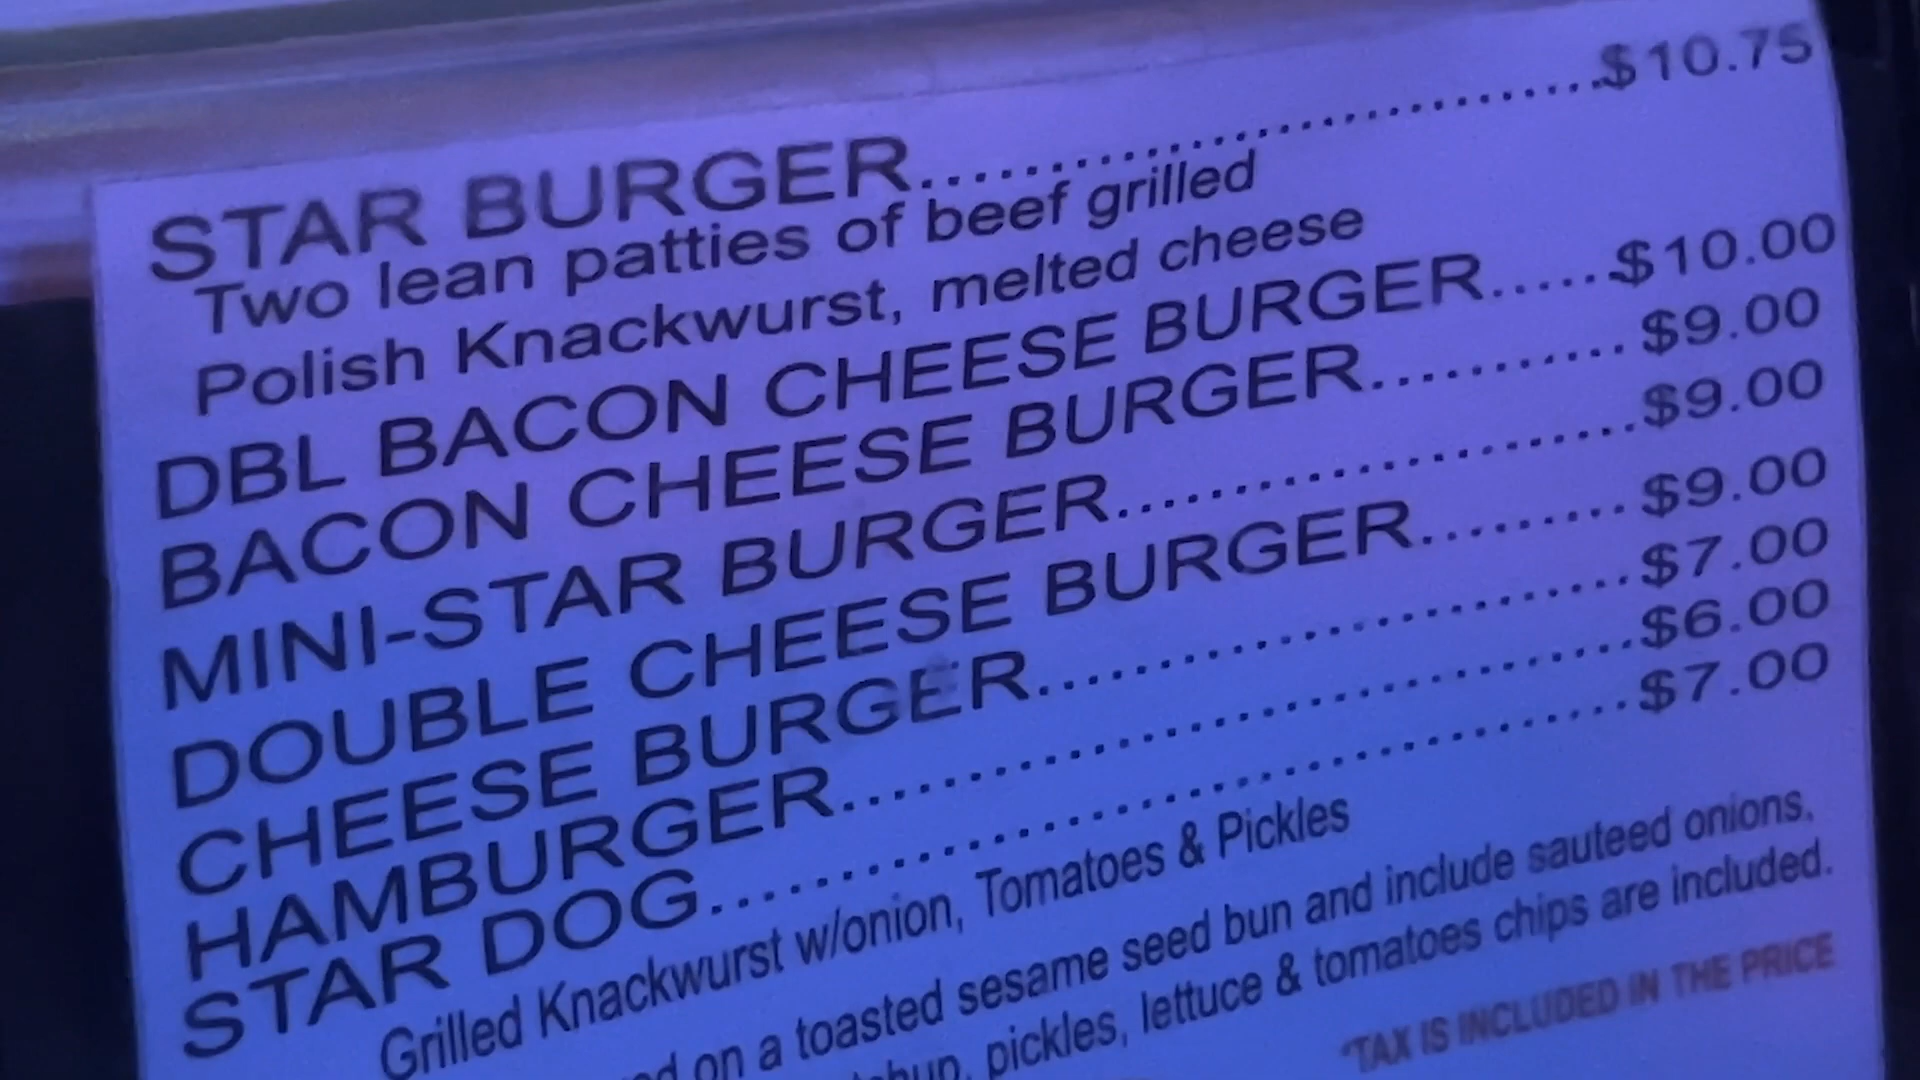 STAR BURGER..............................$10.75
Two lean patties of beef grilled
Polish Knackwurst, melted cheese
DBL BACON CHEESE BURGER.....$10.00
BACON CHEESE BURGER..........$9.00
MINI-STAR BURGER....................$9.00
DOUBLE CHEESE BURGER.........$9.00
CHEESE BURGER.......................$7.00
HAMBURGER..............................$6.00
STAR DOG...................................$7.00
Grilled Knackwurst w/onion, Tomatoes & Pickles
on a toasted sesame seed bun and include sauteed onions,
pickles, lettuce & tomatoes chips are included.
*TAX IS INCLUDED IN THE PRICE